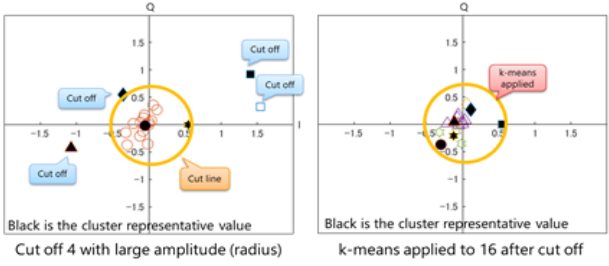 Q
Q
1.5
Cut off
1
Cut off
Cut off
0.5
I
−1.5
−1
−0.5
0.5
1
1.5
−0.5
Cut off
Cut line
−1
−1.5
Black is the cluster representative value
Cut off 4 with large amplitude (radius)
1.5
1
k-means
applied
0.5
−1.5
−1
−0.5
0.5
1
1.5
−0.5
−1
−1.5
Black is the cluster representative value
k-means applied to 16 after cut off